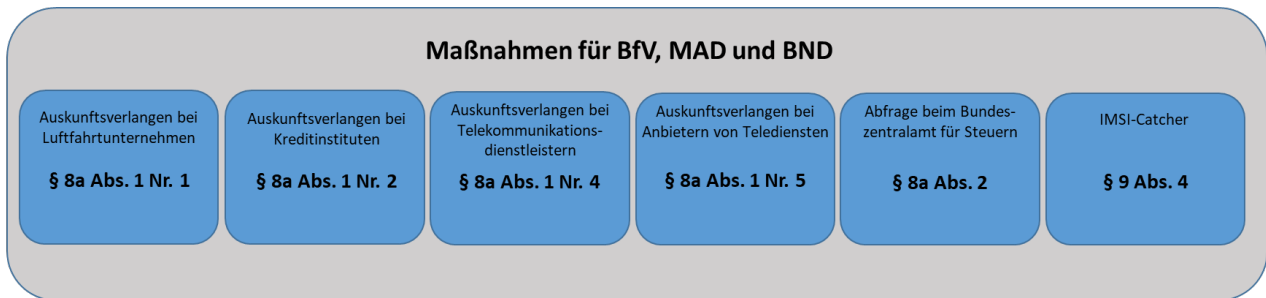 Maßnahmen für BfV, MAD und BND
Auskunftsverlangen bei
Luftfahrtunternehmen
§ 8a Abs. 1 Nr. 1
Auskunftsverlangen bei
Kreditinstituten
§ 8a Abs. 1 Nr. 2
Auskunftsverlangen bei
Telekommunikations-
dienstleistern
§ 8a Abs. 1 Nr. 4
Auskunftsverlangen bei
Anbietern von Telediensten
§ 8a Abs. 1 Nr. 5
Abfrage beim Bundes-
zentralamt für Steuern
§ 8a Abs. 2
IMSI-Catcher
§ 9 Abs. 4